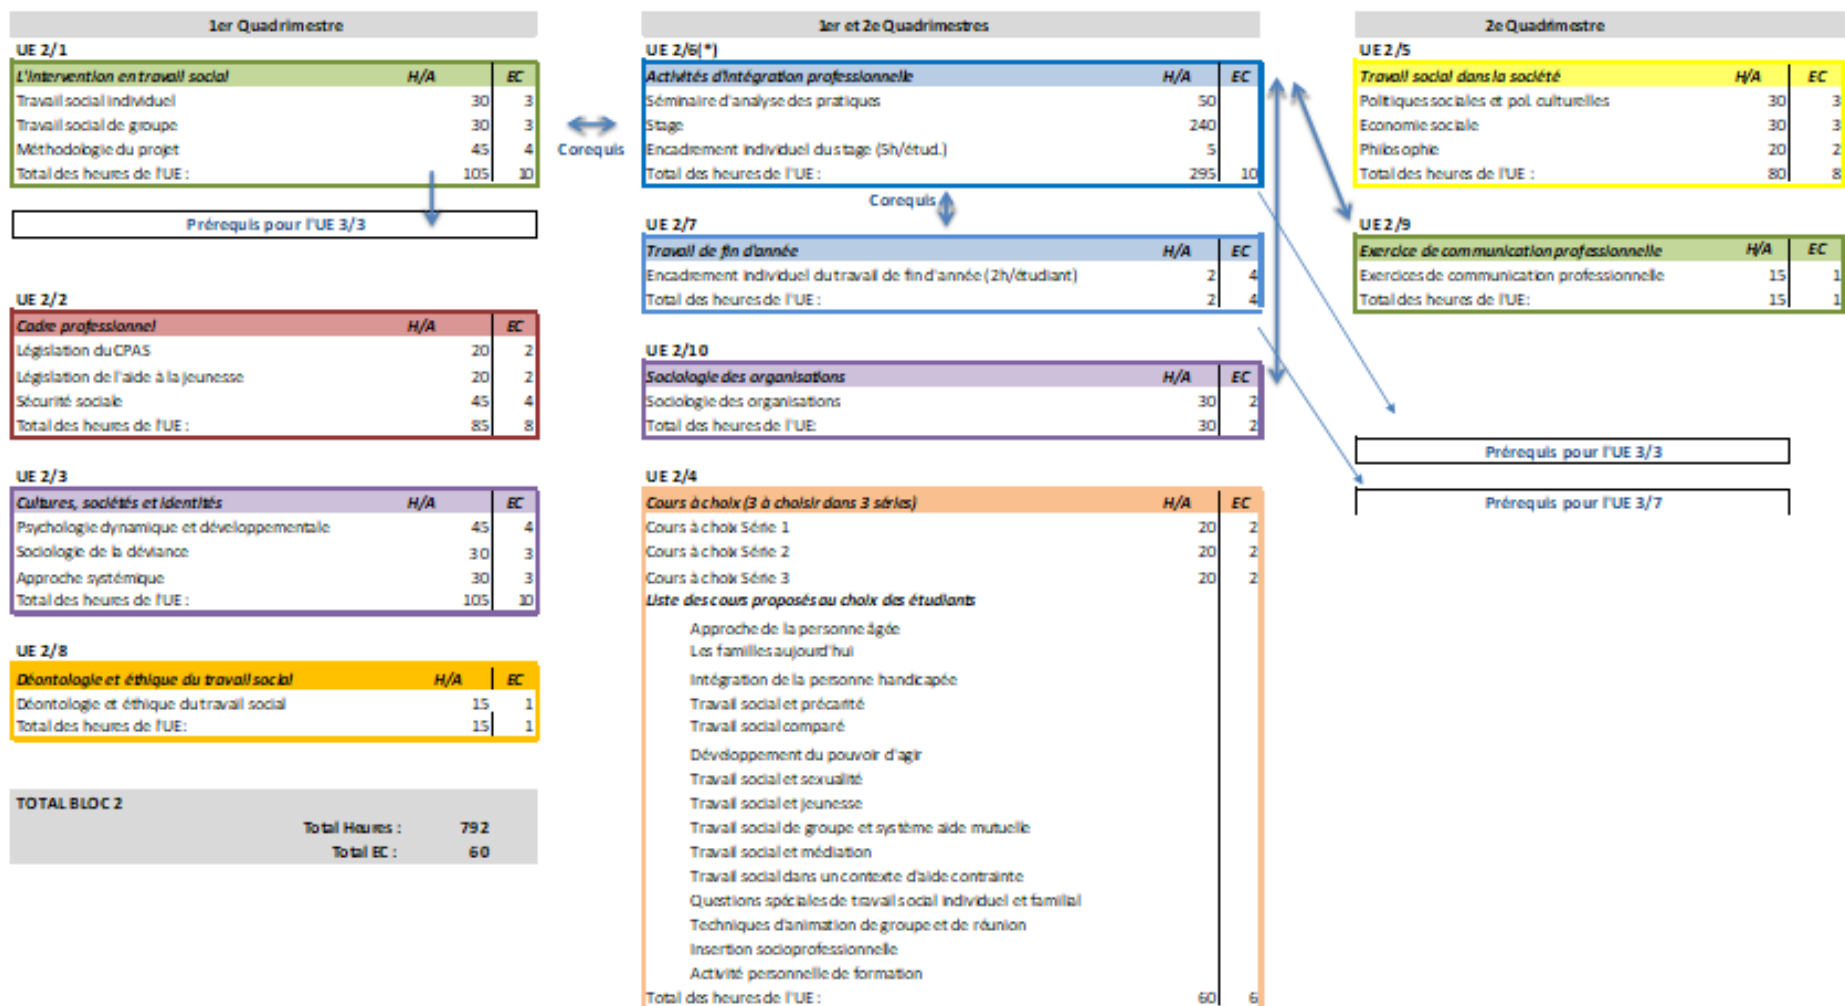 1er Quadrimestre
UE 2/1
L'intervention en travail social H/A EC
Travail social individuel 30 3
Travail social de groupe 30 3
Méthodologie du projet 45 4
Total des heures de l'UE : 105 10
Prérequis pour l'UE 3/3
UE 2/2
Cadre professionnel H/A EC
Législation du CPAS 20 2
Législation de l'aide à la jeunesse 20 2
Sécurité sociale 45 4
Total des heures de l'UE : 85 8
UE 2/3
Cultures, sociétés et identités H/A EC
Psychologie dynamique et développementale 45 4
Sociologie de la déviance 30 3
Approche systémique 30 3
Total des heures de l'UE : 105 10
UE 2/8
Déontologie et éthique du travail social H/A EC
Déontologie et éthique du travail social 15 1
Total des heures de l'UE: 15 1
TOTAL BLOC 2
Total Heures : 792
Total EC : 60
Corequis
1er et 2e Quadrimestres
UE 2/6(*)
Activités d'intégration professionnelle H/A EC
Séminaire d'analyse des pratiques 50
Stage 240
Encadrement individuel du stage (5h/étud.) 5
Total des heures de l'UE : 295 10
Corequis
UE 2/7
Travail de fin d'année H/A EC
Encadrement individuel du travail de fin d'année (2h/étudiant) 2 4
Total des heures de l'UE : 2 4
UE 2/10
Sociologie des organisations H/A EC
Sociologie des organisations 30 2
Total des heures de l'UE: 30 2
UE 2/4
Cours à choix (3 à choisir dans 3 séries) H/A EC
Cours à choix Série 1 20 2
Cours à choix Série 2 20 2
Cours à choix Série 3 20 2
Liste des cours proposés au choix des étudiants
Approche de la personne âgée
Les familles aujourd'hui
Intégration de la personne handicapée
Travail social et précarité
Travail social comparé
Développement du pouvoir d'agir
Travail social et sexualité
Travail social et jeunesse
Travail social de groupe et système aide mutuelle
Travail social et médiation
Travail social dans un contexte d'aide contrainte
Questions spéciales de travail social individuel et familial
Techniques d'animation de groupe et de réunion
Insertion socioprofessionnelle
Activité personnelle de formation
Total des heures de l'UE : 60 6
2e Quadrimestre
UE 2/5
Travail social dans la société H/A EC
Politiques sociales et pol. culturelles 30 3
Economie sociale 30 3
Philosophie 20 2
Total des heures de l'UE : 80 8
UE 2/9
Exercice de communication professionnelle H/A EC
Exercices de communication professionnelle 15 1
Total des heures de l'UE: 15 1
Prérequis pour l'UE 3/3
Prérequis pour l'UE 3/7